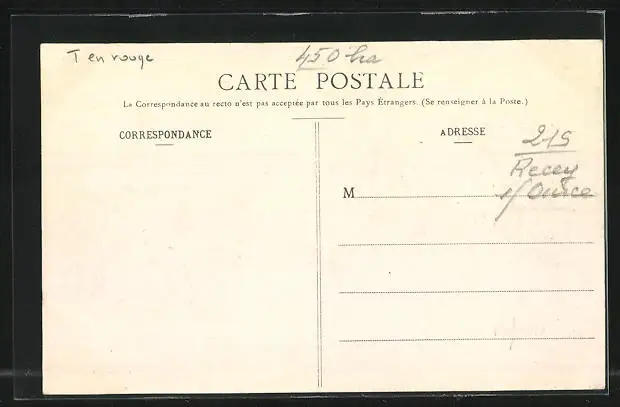 T en rouge
450 ha
CARTE POSTALE
La Correspondance au recto n'est pas acceptée par tous les Pays Étrangers. (Se renseigner à la Poste.)
CORRESPONDANCE
ADRESSE
215
Recey
s/ Ource
M